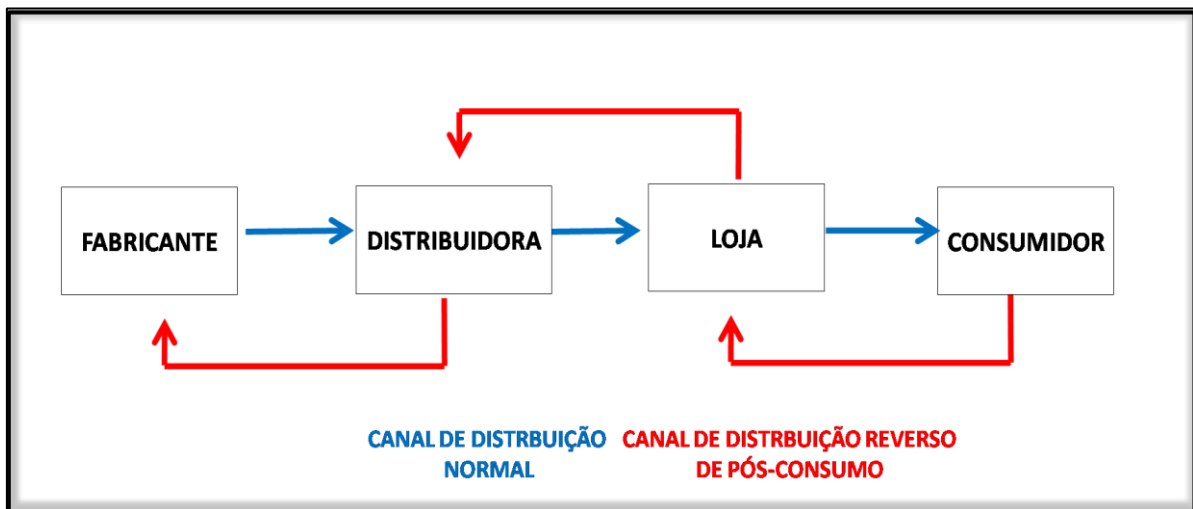 FABRICANTE
DISTRIBUIDORA
LOJA
CONSUMIDOR
CANAL DE DISTRBUIÇÃO
NORMAL
CANAL DE DISTRBUIÇÃO REVERSO
DE PÓS-CONSUMO